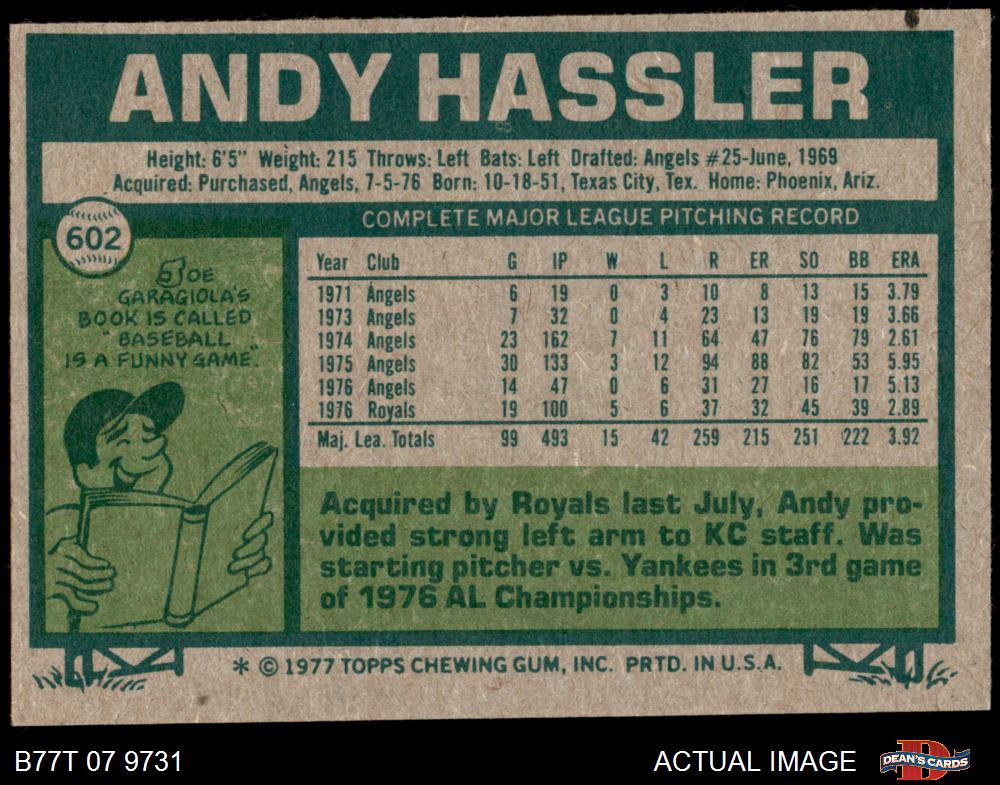 ANDY HASSLER
Height: 6'5" Weight: 215 Throws: Left Bats: Left Drafted: Angels #25-June, 1969
Acquired: Purchased, Angels, 7-5-76 Born: 10-18-51, Texas City, Tex. Home: Phoenix, Ariz.
602
JOE
GARAGIOLA'S
BOOK IS CALLED
"BASEBALL
IS A FUNNY GAME."
COMPLETE MAJOR LEAGUE PITCHING RECORD
Year Club G IP W L R ER SO BB ERA
1971 Angels 6 19 0 3 10 8 13 15 3.79
1973 Angels 7 32 0 4 23 13 19 19 3.66
1974 Angels 23 162 7 11 64 47 76 79 2.61
1975 Angels 30 133 3 12 94 88 82 53 5.95
1976 Angels 14 47 0 6 31 27 16 17 5.13
1976 Royals 19 100 5 6 37 32 45 39 2.89
Maj. Lea. Totals 99 493 15 42 259 215 251 222 3.92
Acquired by Royals last July, Andy pro-
vided strong left arm to KC staff. Was
starting pitcher vs. Yankees in 3rd game
of 1976 AL Championships.
* © 1977 TOPPS CHEWING GUM, INC. PRTD. IN U.S.A.
B77T 07 9731
ACTUAL IMAGE
D
DEAN'S CARDS